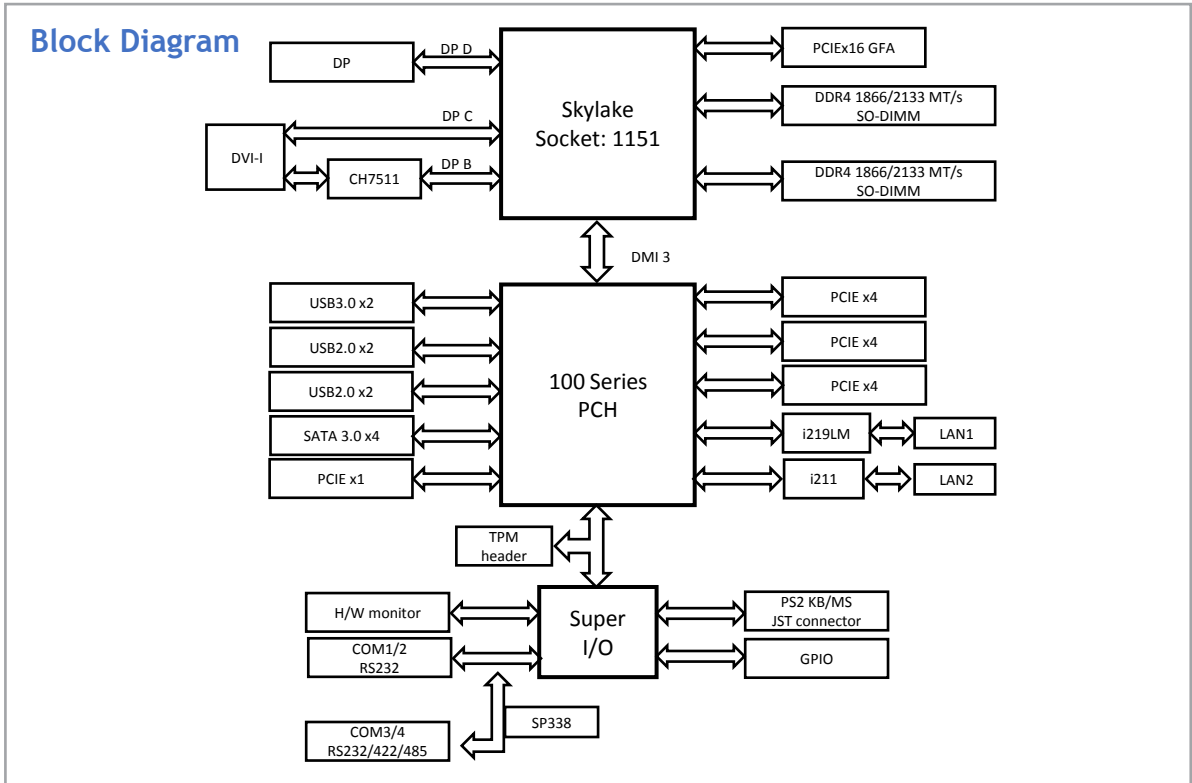 Block Diagram
DP
DP D
DP C
DVI-I
CH7511
DP B
Skylake
Socket: 1151
PCIEx16 GFA
DDR4 1866/2133 MT/s
SO-DIMM
DDR4 1866/2133 MT/s
SO-DIMM
DMI 3
USB3.0 x2
USB2.0 x2
USB2.0 x2
SATA 3.0 x4
PCIE x1
100 Series
PCH
PCIE x4
PCIE x4
PCIE x4
i219LM
LAN1
i211
LAN2
TPM
header
H/W monitor
COM1/2
RS232
Super
I/O
PS2 KB/MS
JST connector
GPIO
SP338
COM3/4
RS232/422/485